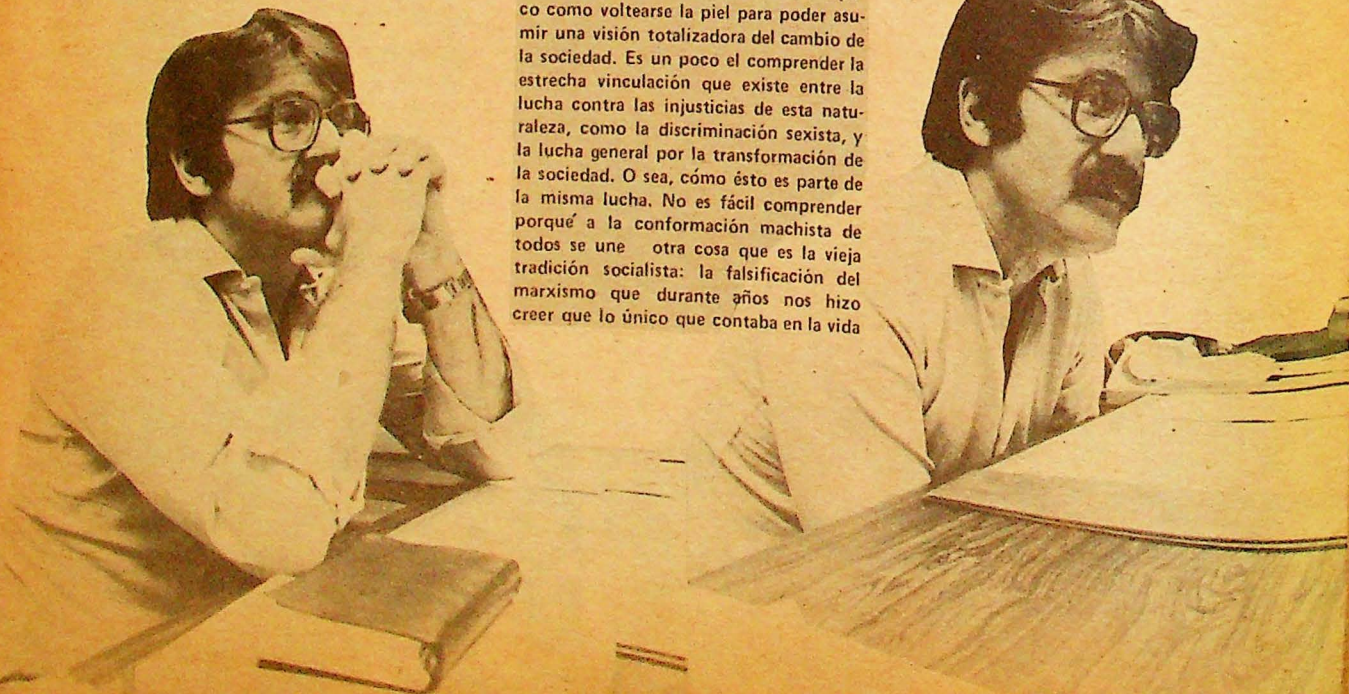 co como voltearse la piel para poder asu-
mir una visión totalizadora del cambio de
la sociedad. Es un poco el comprender la
estrecha vinculación que existe entre la
lucha contra las injusticias de esta natu-
raleza, como la discriminación sexista, y
la lucha general por la transformación de
la sociedad. O sea, cómo ésto es parte de
la misma lucha. No es fácil comprender
porqué a la conformación machista de
todos se une otra cosa que es la vieja
tradición socialista: la falsificación del
marxismo que durante años nos hizo
creer que lo único que contaba en la vida